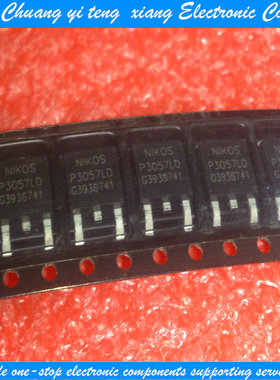 Chuang yi teng xiang Electronic Co
NIKOS
P3057LD
G3936741
NIKOS
P3057LD
G3936741
NIKOS
P3057LD
G3936741
NIKOS
P3057LD
G3936741
one-stop electronic components supporting serv